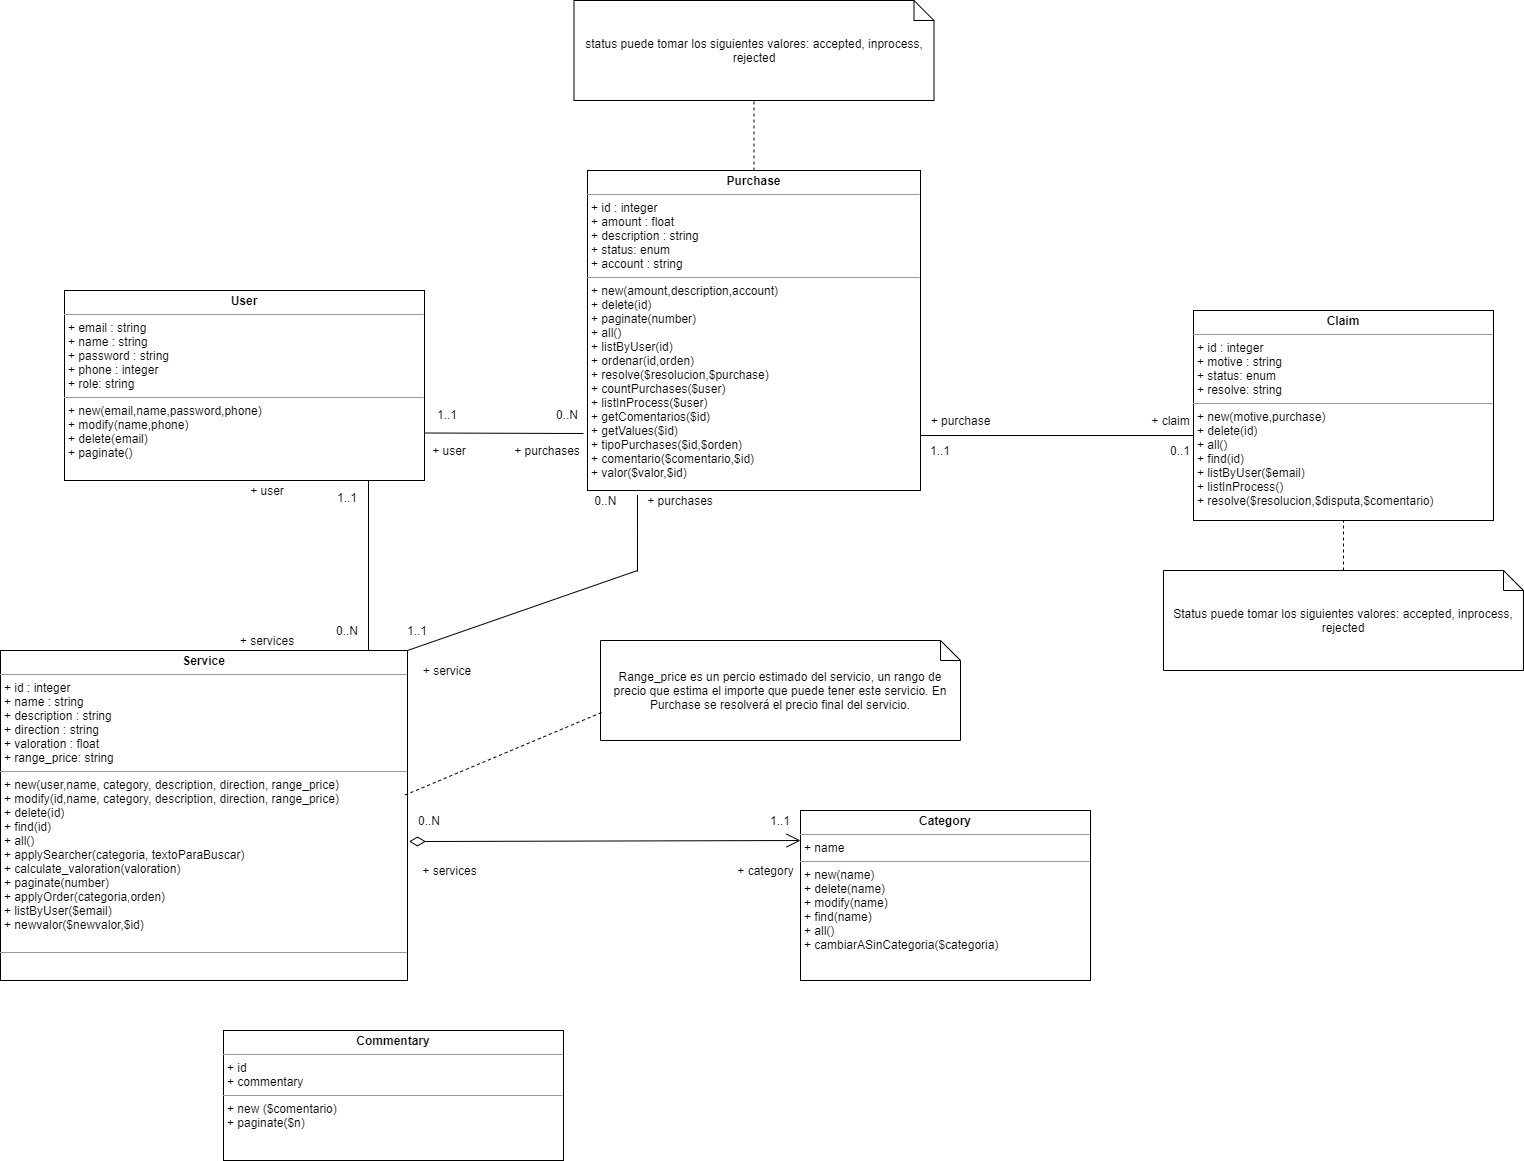 status puede tomar los siguientes valores: accepted, inprocess,
rejected
Purchase
+ id : integer
+ amount : float
+ description : string
+ status: enum
+ account : string
+ new(amount,description,account)
+ delete(id)
+ paginate(number)
+ all()
+ listByUser(id)
+ ordenar(id,orden)
+ resolve($resolucion,$purchase)
+ countPurchases($user)
+ listInProcess($user)
+ getComentarios($id)
+ getValues($id)
+ tipoPurchases($id,$orden)
+ comentario($comentario,$id)
+ valor($valor,$id)
User
+ email : string
+ name : string
+ password : string
+ phone : integer
+ role: string
+ new(email,name,password,phone)
+ modify(name,phone)
+ delete(email)
+ paginate()
1..1
0..N
+ user
+ purchases
+ purchase
+ claim
1..1
0..1
Claim
+ id : integer
+ motive : string
+ status: enum
+ resolve: string
+ new(motive,purchase)
+ delete(id)
+ all()
+ find(id)
+ listByUser($email)
+ listInProcess()
+ resolve($resolucion,$disputa,$comentario)
+ user
1..1
0..N
+ purchases
Status puede tomar los siguientes valores: accepted, inprocess,
rejected
+ services
0..N
1..1
+ service
Service
+ id : integer
+ name : string
+ description : string
+ direction : string
+ valoration : float
+ range_price: string
+ new(user,name, category, description, direction, range_price)
+ modify(id,name, category, description, direction, range_price)
+ delete(id)
+ find(id)
+ all()
+ applySearcher(categoria, textoParaBuscar)
+ calculate_valoration(valoration)
+ paginate(number)
+ applyOrder(categoria,orden)
+ listByUser($email)
+ newvalor($newvalor,$id)
Range_price es un percio estimado del servicio, un rango de
precio que estima el importe que puede tener este servicio. En
Purchase se resolverá el precio final del servicio.
0..N
1..1
+ services
+ category
Category
+ name
+ new(name)
+ delete(name)
+ modify(name)
+ find(name)
+ all()
+ cambiarASinCategoria($categoria)
Commentary
+ id
+ commentary
+ new ($comentario)
+ paginate($n)